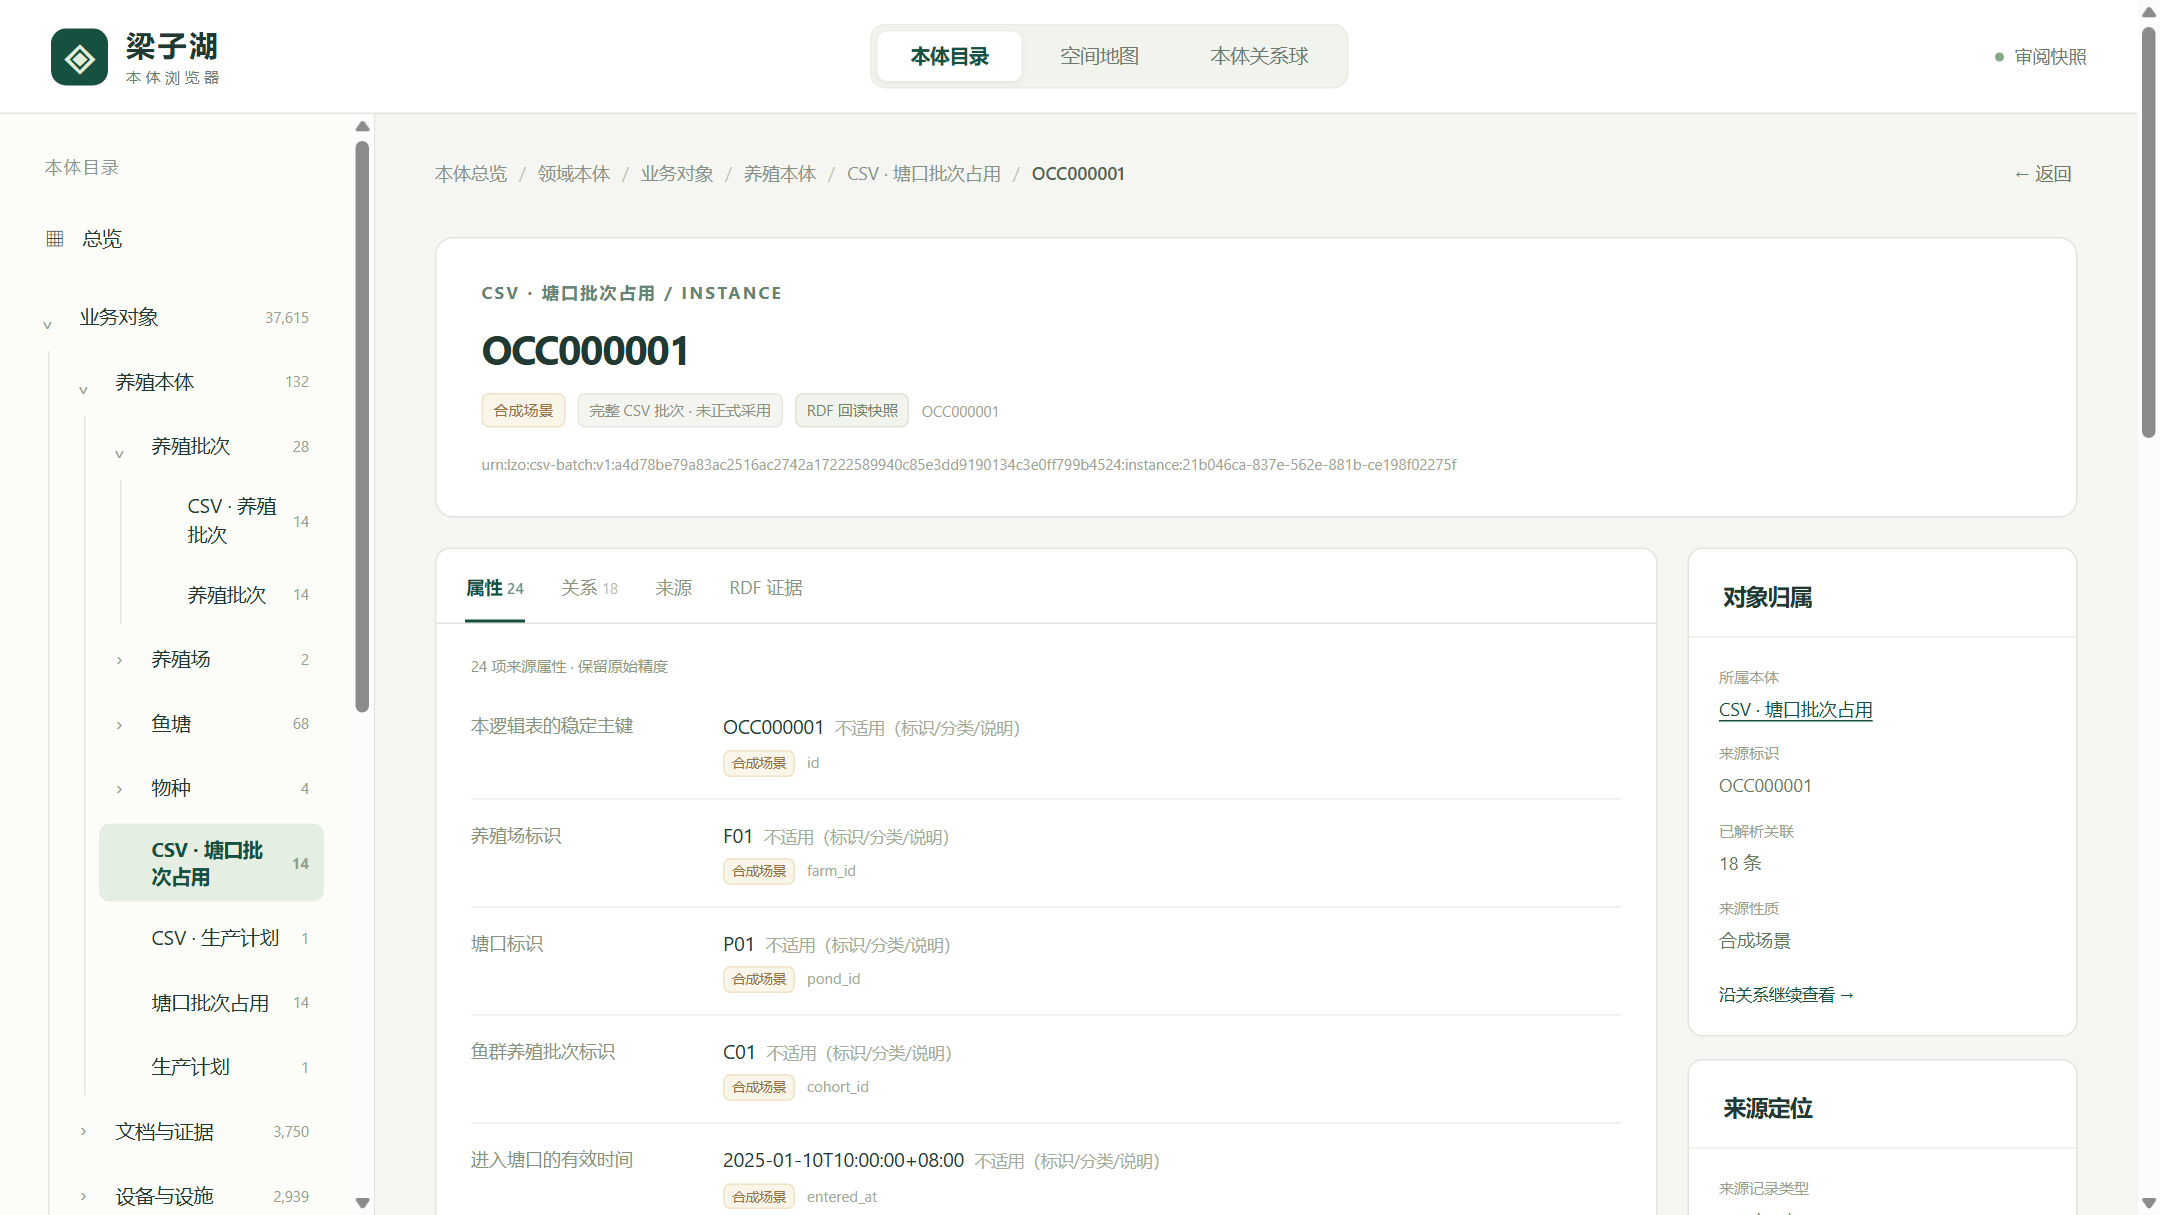 梁子湖
本体浏览器
本体目录
空间地图
本体关系球
审阅快照
本体目录
总览
业务对象 37,615
养殖本体 132
养殖批次 28
CSV · 养殖
批次 14
养殖批次 14
养殖场 2
鱼塘 68
物种 4
CSV · 塘口批
次占用 14
CSV · 生产计划 1
塘口批次占用 14
生产计划 1
文档与证据 3,750
设备与设施 2,939
本体总览 / 领域本体 / 业务对象 / 养殖本体 / CSV · 塘口批次占用 / OCC000001
← 返回
CSV · 塘口批次占用 / INSTANCE
OCC000001
合成场景 完整 CSV 批次 · 未正式采用 RDF 回读快照 OCC000001
urn:lzo:csv-batch:v1:a4d78be79a83ac2516ac2742a17222589940c85e3dd9190134c3e0ff799b4524:instance:21b046ca-837e-562e-881b-ce198f02275f
属性 24 关系 18 来源 RDF 证据
24 项来源属性 · 保留原始精度
本逻辑表的稳定主键 OCC000001 不适用（标识/分类/说明）
合成场景 id
养殖场标识 F01 不适用（标识/分类/说明）
合成场景 farm_id
塘口标识 P01 不适用（标识/分类/说明）
合成场景 pond_id
鱼群养殖批次标识 C01 不适用（标识/分类/说明）
合成场景 cohort_id
进入塘口的有效时间 2025-01-10T10:00:00+08:00 不适用（标识/分类/说明）
合成场景 entered_at
对象归属
所属本体
CSV · 塘口批次占用
来源标识
OCC000001
已解析关联
18 条
来源性质
合成场景
沿关系继续查看 →
来源定位
来源记录类型